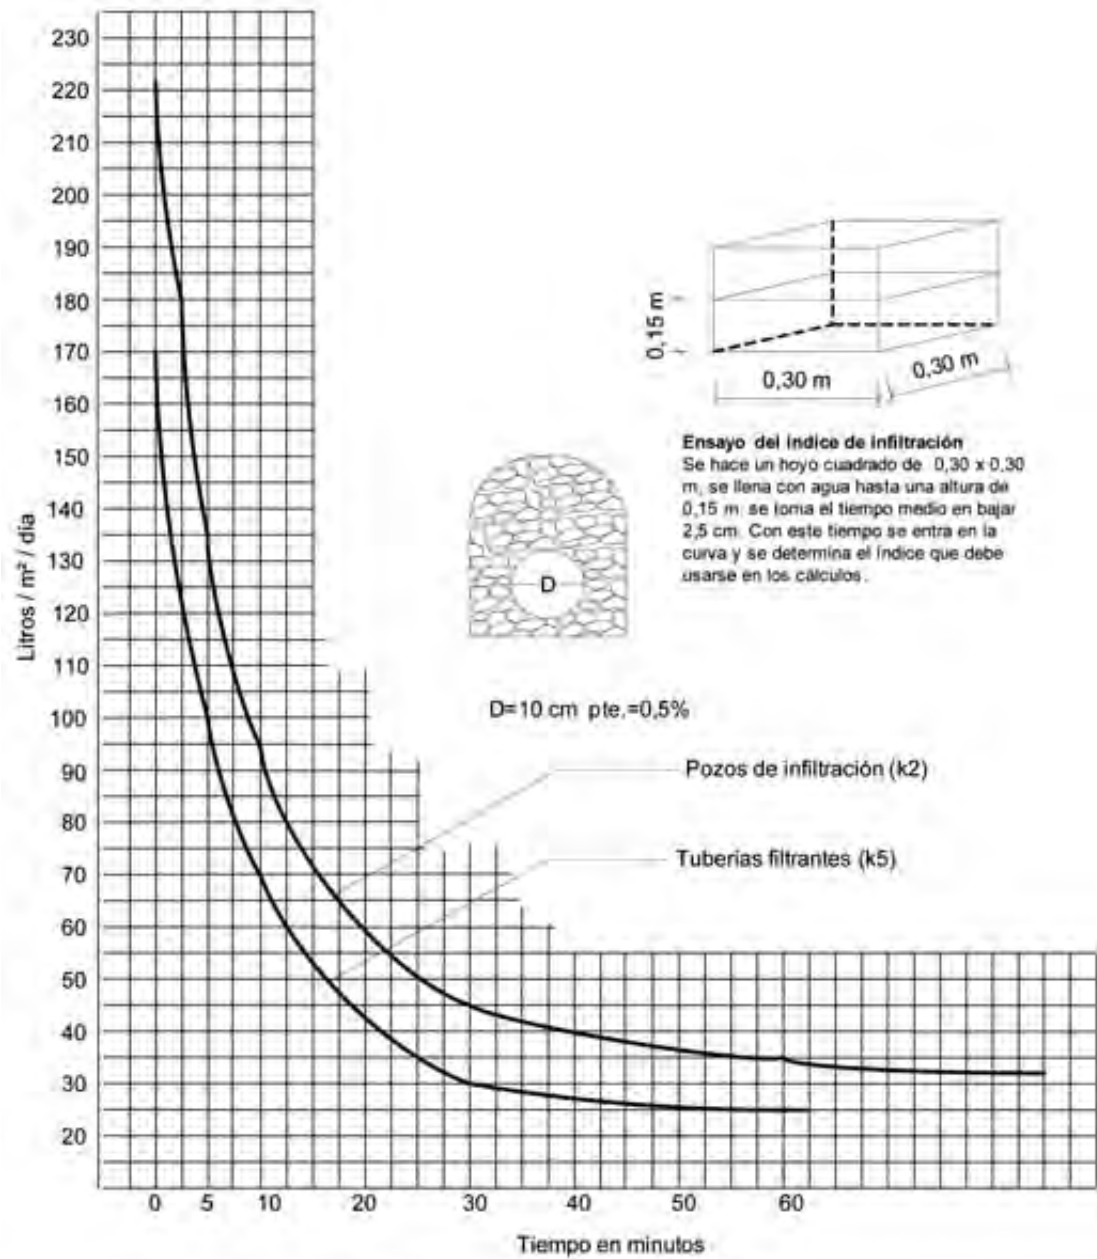 230
220
210
200
190
180
170
160
150
140
130
120
110
100
90
80
70
60
50
40
30
20
Litros / m² / día
0 5 10 20 30 40 50 60
Tiempo en minutos
0,15 m
0,30 m
0,30 m
Ensayo del índice de infiltración
Se hace un hoyo cuadrado de 0,30 x 0,30
m, se llena con agua hasta una altura de
0,15 m. se toma el tiempo medio en bajar
2,5 cm. Con este tiempo se entra en la
curva y se determina el índice que debe
usarse en los cálculos.
D
D=10 cm pte.=0,5%
Pozos de infiltración (k2)
Tuberías filtrantes (k5)